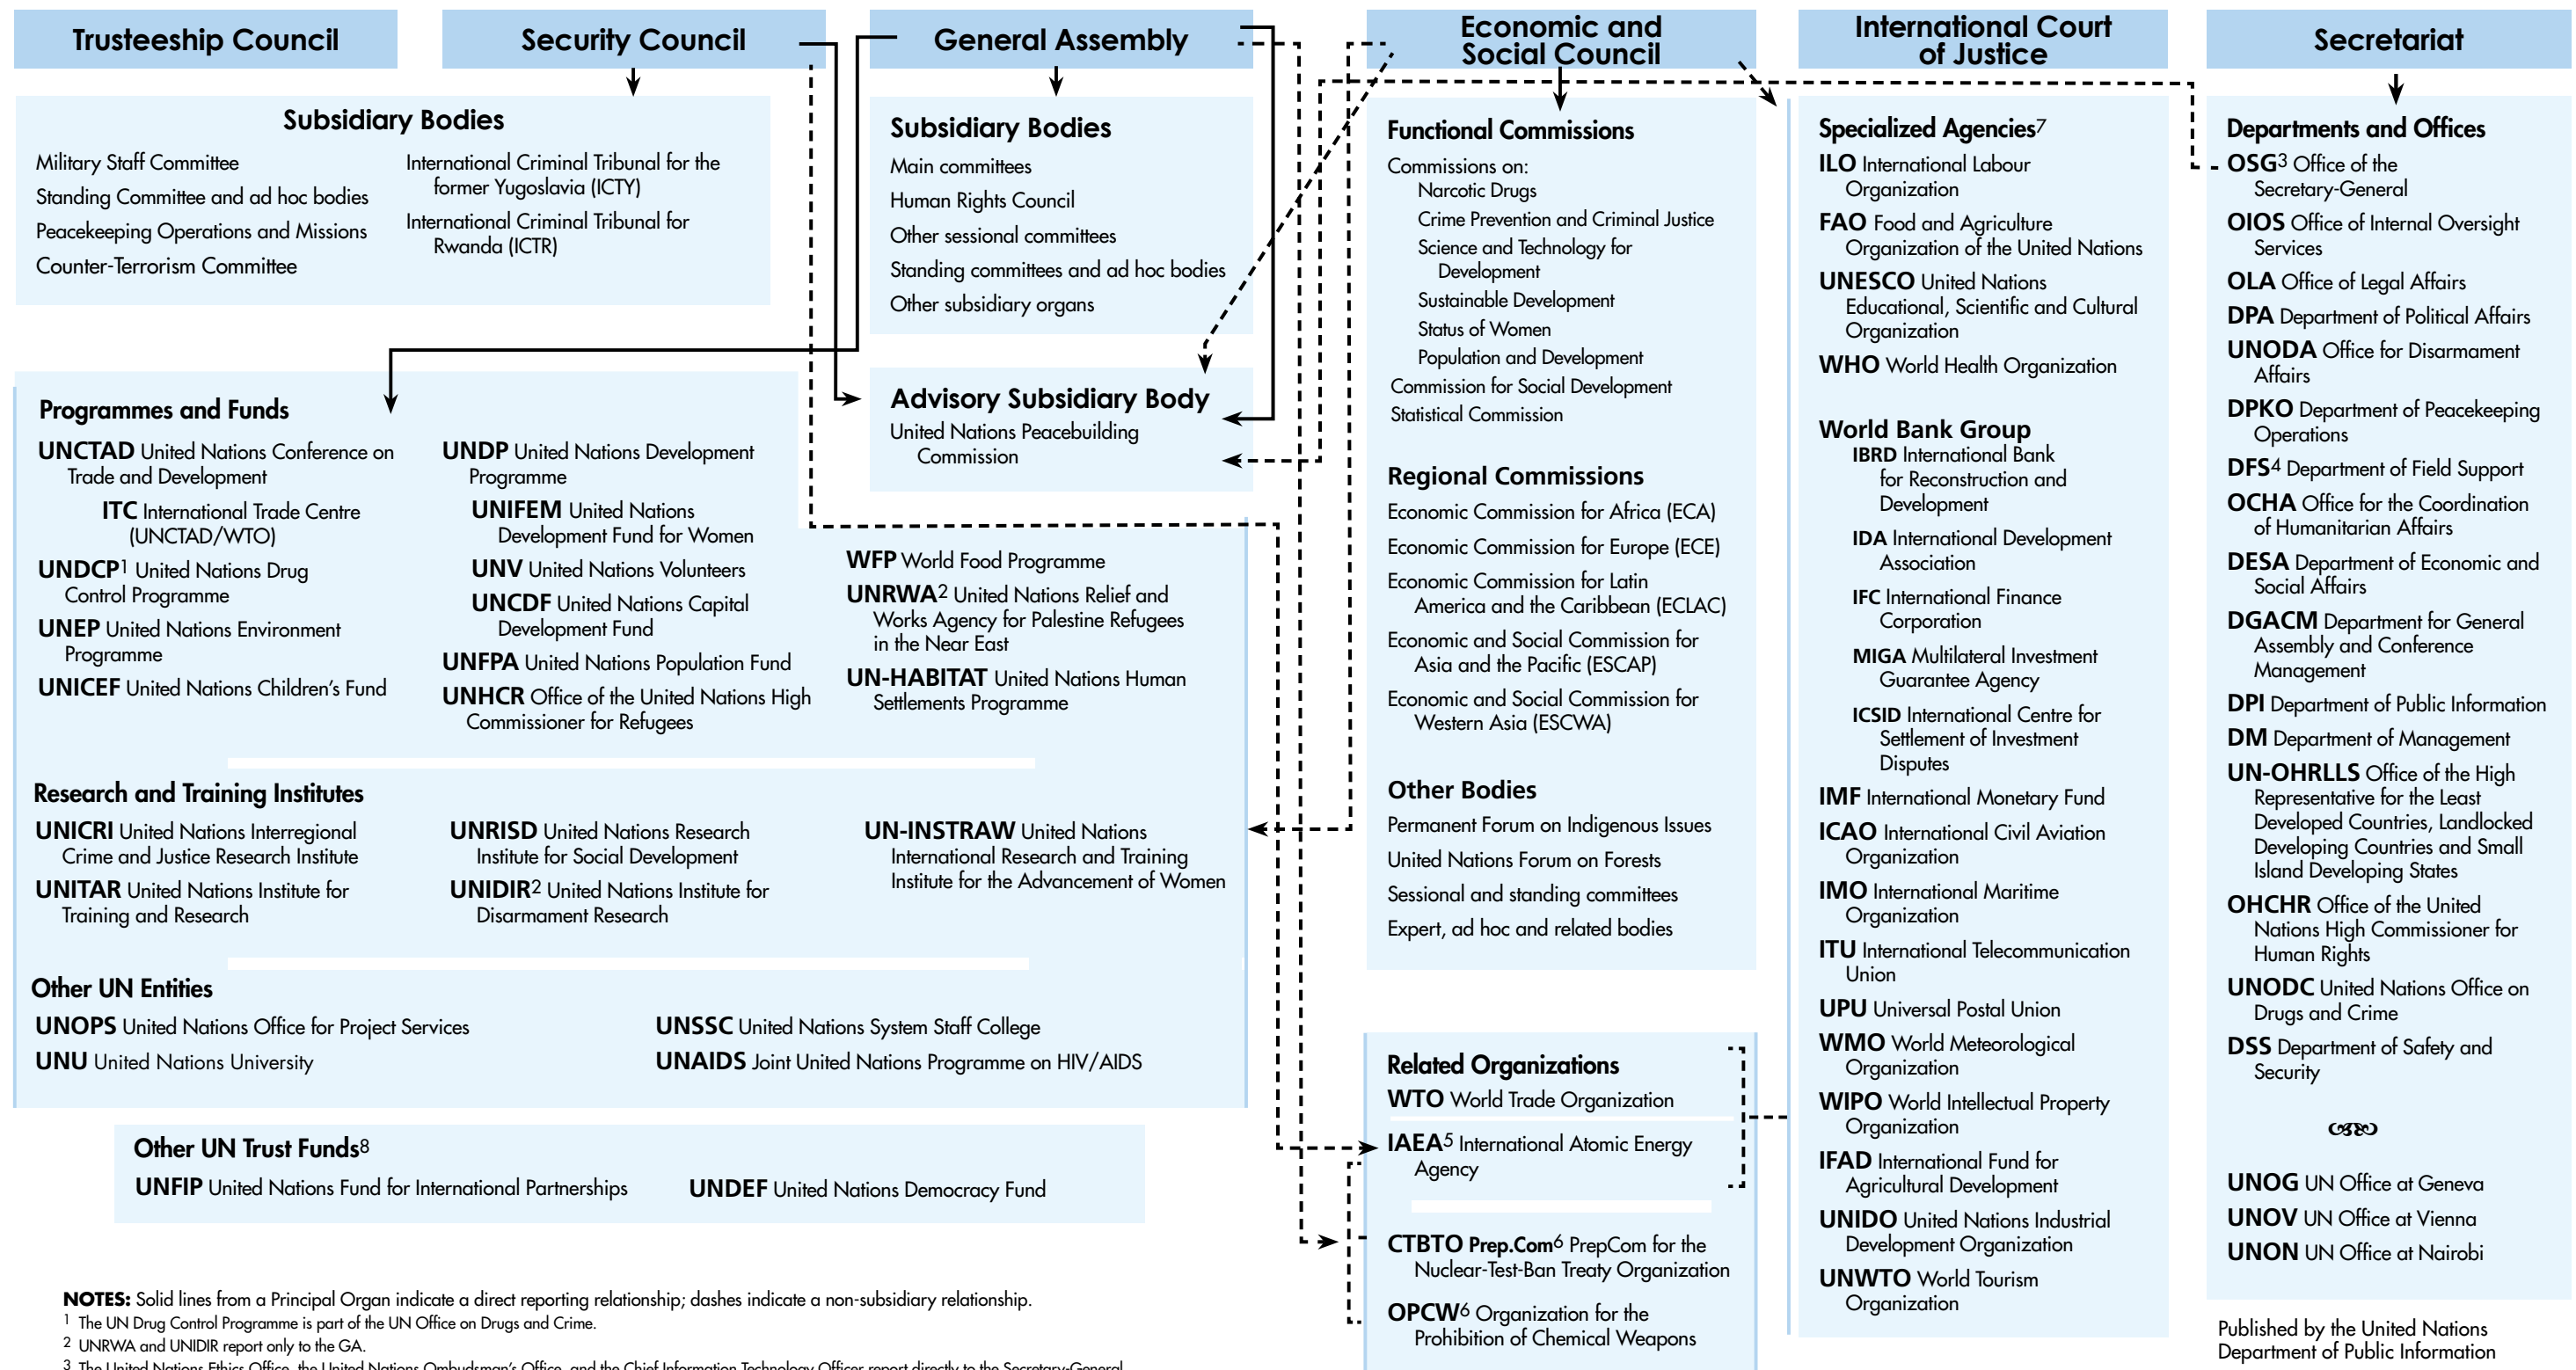 Trusteeship Council
Security Council
General Assembly
Economic and
Social Council
International Court
of Justice
Secretariat
Subsidiary Bodies
Military Staff Committee
Standing Committee and ad hoc bodies
Peacekeeping Operations and Missions
Counter-Terrorism Committee
International Criminal Tribunal for the
former Yugoslavia (ICTY)
International Criminal Tribunal for
Rwanda (ICTR)
Subsidiary Bodies
Main committees
Human Rights Council
Other sessional committees
Standing committees and ad hoc bodies
Other subsidiary organs
Advisory Subsidiary Body
United Nations Peacebuilding
Commission
Programmes and Funds
UNCTAD United Nations Conference on
Trade and Development
ITC International Trade Centre
(UNCTAD/WTO)
UNDCP1 United Nations Drug
Control Programme
UNEP United Nations Environment
Programme
UNICEF United Nations Children’s Fund
UNDP United Nations Development
Programme
UNIFEM United Nations
Development Fund for Women
UNV United Nations Volunteers
UNCDF United Nations Capital
Development Fund
UNFPA United Nations Population Fund
UNHCR Office of the United Nations High
Commissioner for Refugees
WFP World Food Programme
UNRWA2 United Nations Relief and
Works Agency for Palestine Refugees
in the Near East
UN-HABITAT United Nations Human
Settlements Programme
Research and Training Institutes
UNICRI United Nations Interregional
Crime and Justice Research Institute
UNITAR United Nations Institute for
Training and Research
UNRISD United Nations Research
Institute for Social Development
UNIDIR2 United Nations Institute for
Disarmament Research
UN-INSTRAW United Nations
International Research and Training
Institute for the Advancement of Women
Other UN Entities
UNOPS United Nations Office for Project Services
UNU United Nations University
UNSSC United Nations System Staff College
UNAIDS Joint United Nations Programme on HIV/AIDS
Other UN Trust Funds8
UNFIP United Nations Fund for International Partnerships
UNDEF United Nations Democracy Fund
Functional Commissions
Commissions on:
Narcotic Drugs
Crime Prevention and Criminal Justice
Science and Technology for
Development
Sustainable Development
Status of Women
Population and Development
Commission for Social Development
Statistical Commission
Regional Commissions
Economic Commission for Africa (ECA)
Economic Commission for Europe (ECE)
Economic Commission for Latin
America and the Caribbean (ECLAC)
Economic and Social Commission for
Asia and the Pacific (ESCAP)
Economic and Social Commission for
Western Asia (ESCWA)
Other Bodies
Permanent Forum on Indigenous Issues
United Nations Forum on Forests
Sessional and standing committees
Expert, ad hoc and related bodies
Related Organizations
WTO World Trade Organization
IAEA5 International Atomic Energy
Agency
CTBTO Prep.Com6 PrepCom for the
Nuclear-Test-Ban Treaty Organization
OPCW6 Organization for the
Prohibition of Chemical Weapons
Specialized Agencies7
ILO International Labour
Organization
FAO Food and Agriculture
Organization of the United Nations
UNESCO United Nations
Educational, Scientific and Cultural
Organization
WHO World Health Organization
World Bank Group
IBRD International Bank
for Reconstruction and
Development
IDA International Development
Association
IFC International Finance
Corporation
MIGA Multilateral Investment
Guarantee Agency
ICSID International Centre for
Settlement of Investment
Disputes
IMF International Monetary Fund
ICAO International Civil Aviation
Organization
IMO International Maritime
Organization
ITU International Telecommunication
Union
UPU Universal Postal Union
WMO World Meteorological
Organization
WIPO World Intellectual Property
Organization
IFAD International Fund for
Agricultural Development
UNIDO United Nations Industrial
Development Organization
UNWTO World Tourism
Organization
Departments and Offices
OSG3 Office of the
Secretary-General
OIOS Office of Internal Oversight
Services
OLA Office of Legal Affairs
DPA Department of Political Affairs
UNODA Office for Disarmament
Affairs
DPKO Department of Peacekeeping
Operations
DFS4 Department of Field Support
OCHA Office for the Coordination
of Humanitarian Affairs
DESA Department of Economic and
Social Affairs
DGACM Department for General
Assembly and Conference
Management
DPI Department of Public Information
DM Department of Management
UN-OHRLLS Office of the High
Representative for the Least
Developed Countries, Landlocked
Developing Countries and Small
Island Developing States
OHCHR Office of the United
Nations High Commissioner for
Human Rights
UNODC United Nations Office on
Drugs and Crime
DSS Department of Safety and
Security
UNOG UN Office at Geneva
UNOV UN Office at Vienna
UNON UN Office at Nairobi
NOTES: Solid lines from a Principal Organ indicate a direct reporting relationship; dashes indicate a non-subsidiary relationship.
1 The UN Drug Control Programme is part of the UN Office on Drugs and Crime.
2 UNRWA and UNIDIR report only to the GA.
3 The United Nations Ethics Office, the United Nations Ombudsman’s Office, and the Chief Information Technology Officer report directly to the Secretary-General.
Published by the United Nations
Department of Public Information